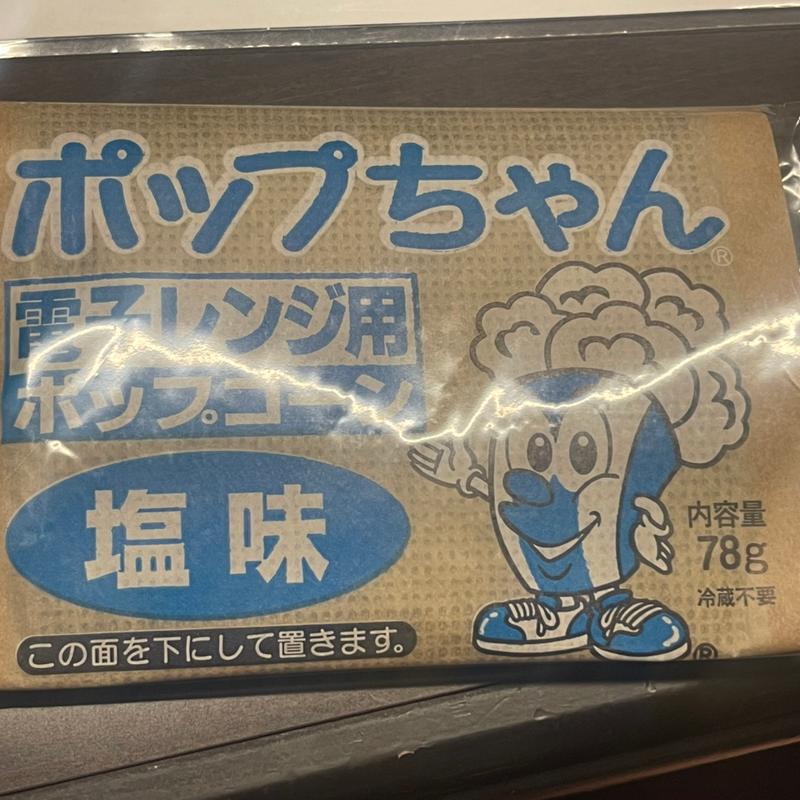 ポップちゃん®
電子レンジ用
ポップコーン
塩味
この面を下にして置きます。
内容量
78g
冷蔵不要
®